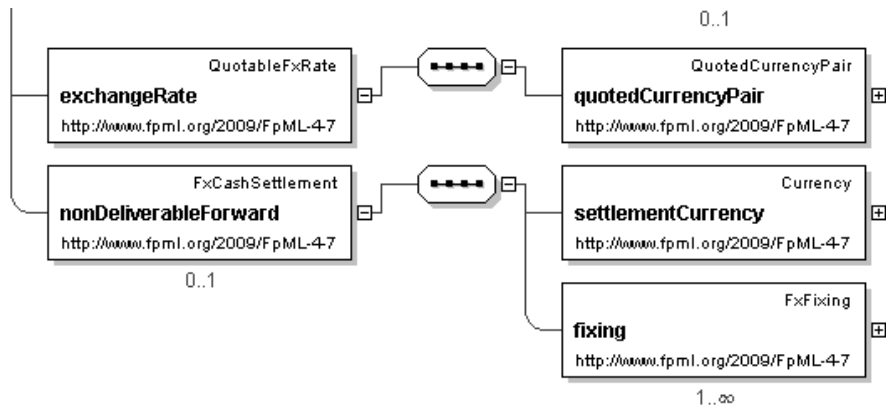 0..1
QuotableFxRate
exchangeRate
http://www.fpml.org/2009/FpML-4-7
QuotedCurrencyPair
quotedCurrencyPair
http://www.fpml.org/2009/FpML-4-7
FxCashSettlement
nonDeliverableForward
http://www.fpml.org/2009/FpML-4-7
0..1
Currency
settlementCurrency
http://www.fpml.org/2009/FpML-4-7
FxFixing
fixing
http://www.fpml.org/2009/FpML-4-7
1..∞